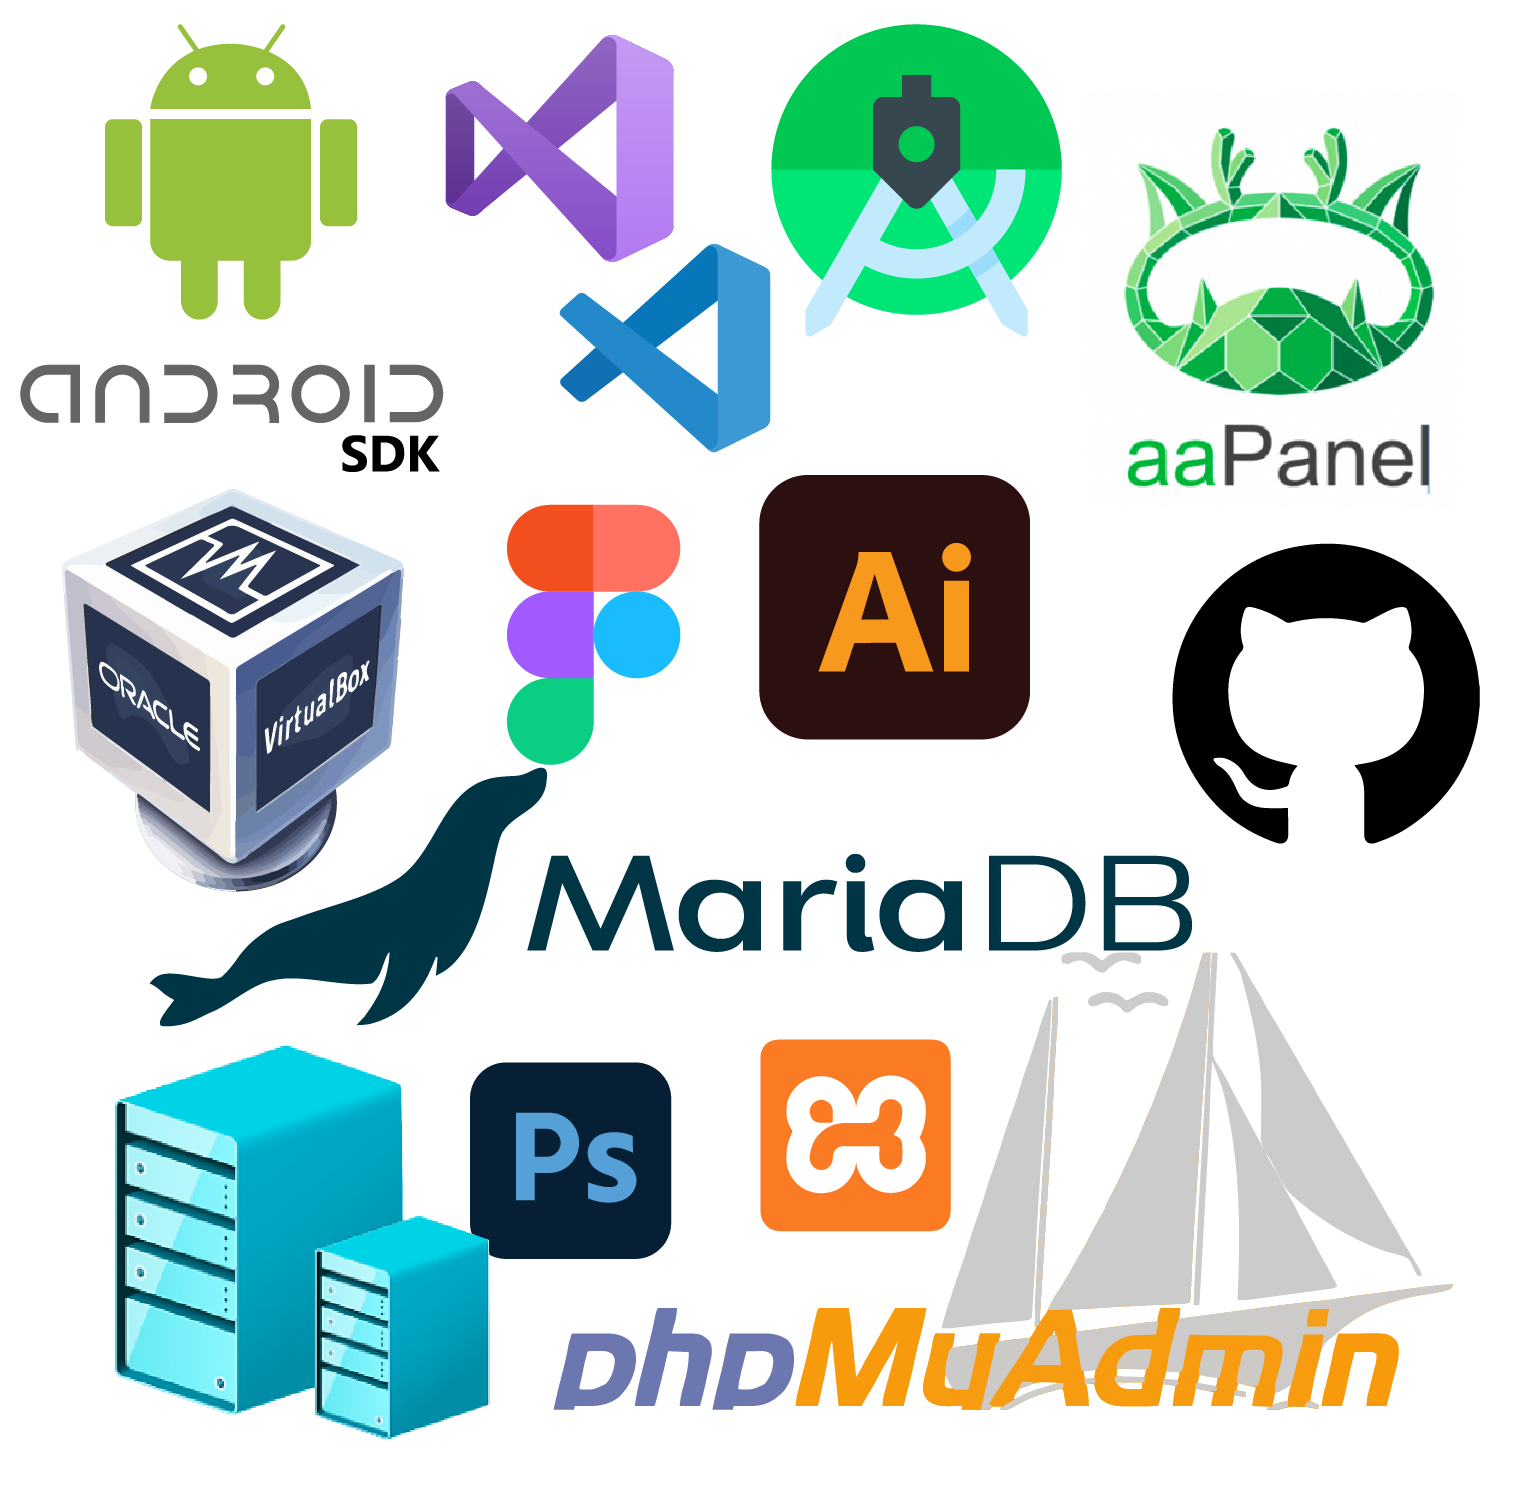 ANDROID
SDK
aaPanel
ORACLE
VirtualBox
Ai
MariaDB
Ps
phpMyAdmin